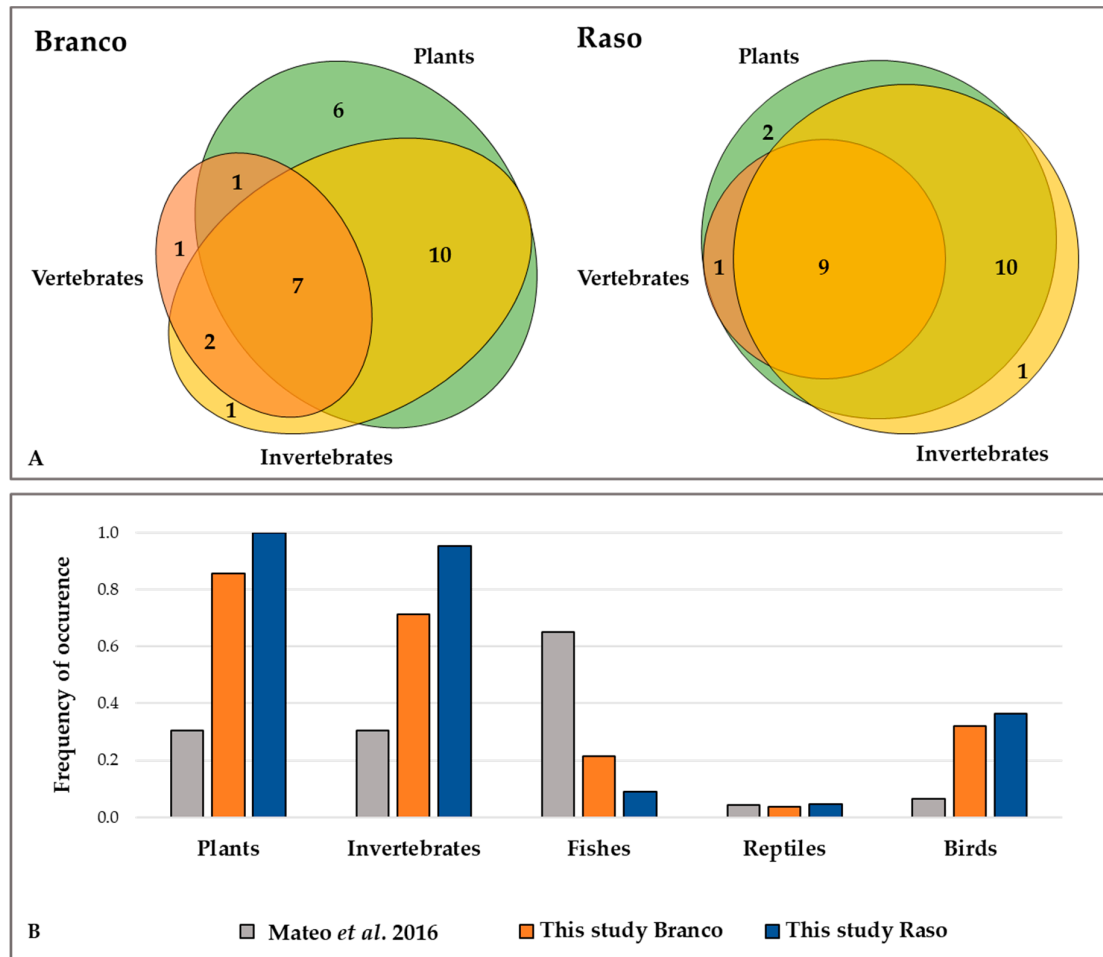 Branco
Plants
6
1
1
10
Vertebrates
7
2
1
Invertebrates
A
Raso
Plants
2
Vertebrates
1
9
10
1
Invertebrates
Frequency of occurence
1.0
0.8
0.6
0.4
0.2
0.0
Plants Invertebrates Fishes Reptiles Birds
B
Mateo et al. 2016 This study Branco This study Raso